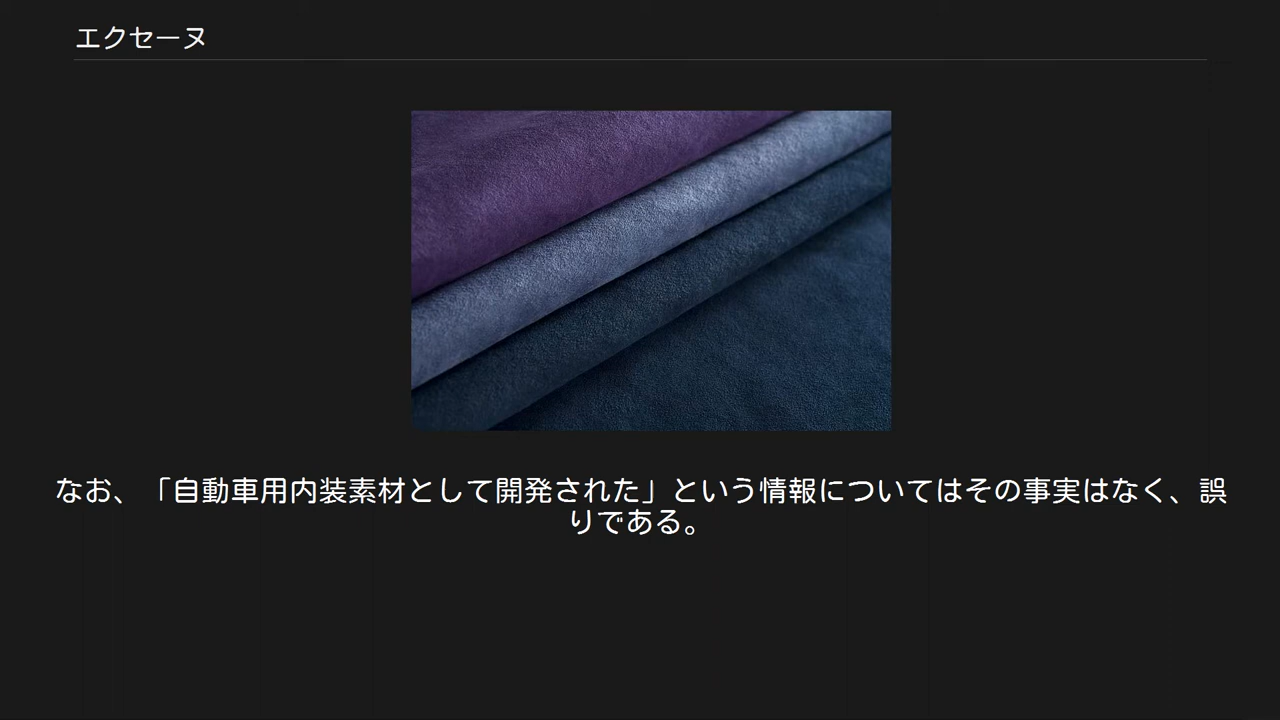 エクセーヌ
なお、「自動車用内装素材として開発された」という情報についてはその事実はなく、誤
りである。